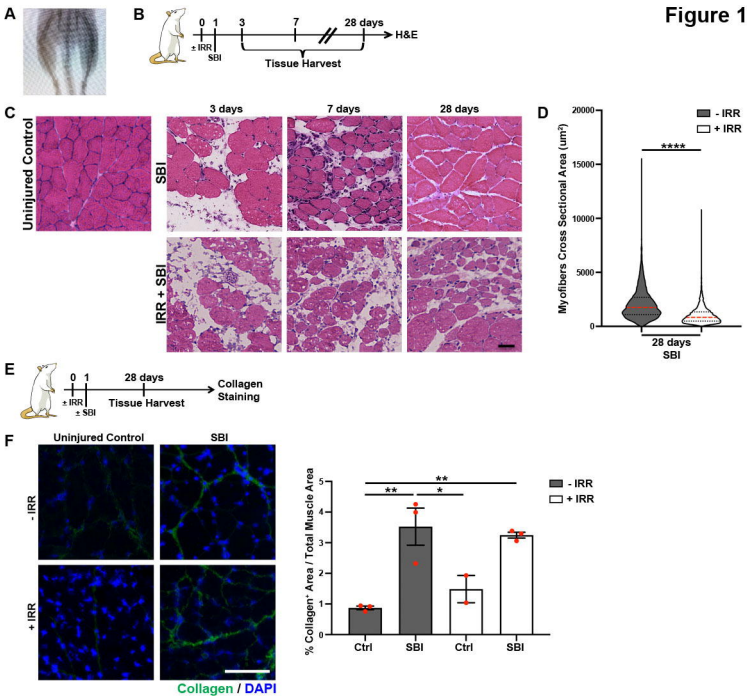 Figure 1
A
B
0 1 3 7 28 days
H&E
± IRR
SBI
Tissue Harvest
C
3 days 7 days 28 days
Uninjured Control
SBI
IRR + SBI
D
- IRR
+ IRR
****
Myofibers Cross Sectional Area (um²)
25000
20000
15000
10000
5000
0
28 days
SBI
E
0 1 28 days
Collagen
Staining
± IRR
± SBI
Tissue Harvest
F
Uninjured Control SBI
- IRR
+ IRR
Collagen / DAPI
% Collagen⁺ Area / Total Muscle Area
5
4
3
2
1
0
**
** *
- IRR
+ IRR
Ctrl SBI Ctrl SBI